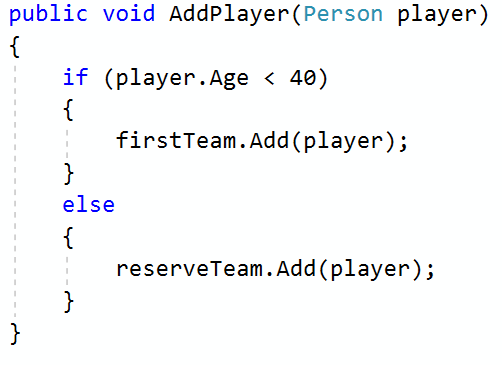 public void AddPlayer(Person player)
{
    if (player.Age < 40)
    {
        firstTeam.Add(player);
    }
    else
    {
        reserveTeam.Add(player);
    }
}